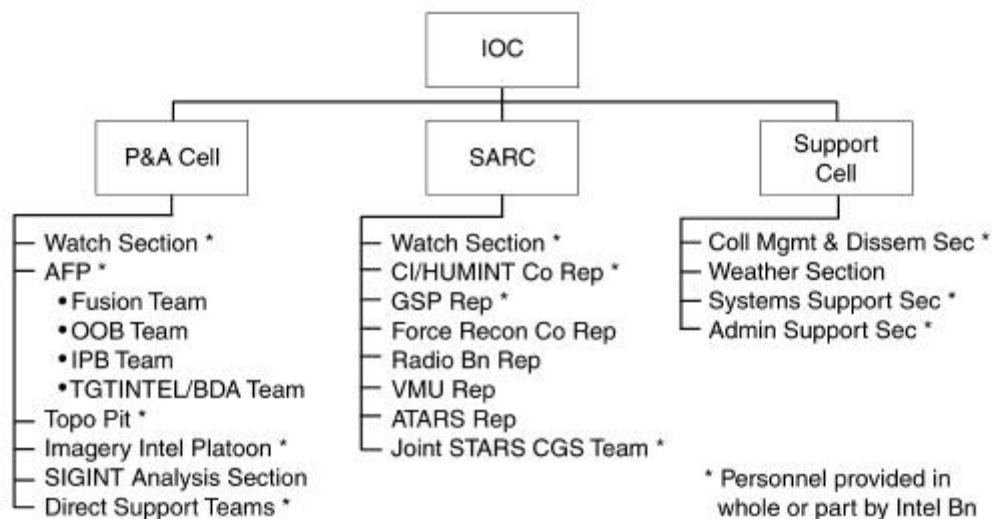 IOC
P&A Cell
SARC
Support
Cell
Watch Section *
AFP *
• Fusion Team
• OOB Team
• IPB Team
• TGTINTEL/BDA Team
Topo Pit *
Imagery Intel Platoon *
SIGINT Analysis Section
Direct Support Teams *
Watch Section *
CI/HUMINT Co Rep *
GSP Rep *
Force Recon Co Rep
Radio Bn Rep
VMU Rep
ATARS Rep
Joint STARS CGS Team *
Coll Mgmt & Dissem Sec *
Weather Section
Systems Support Sec *
Admin Support Sec *
* Personnel provided in
whole or part by Intel Bn